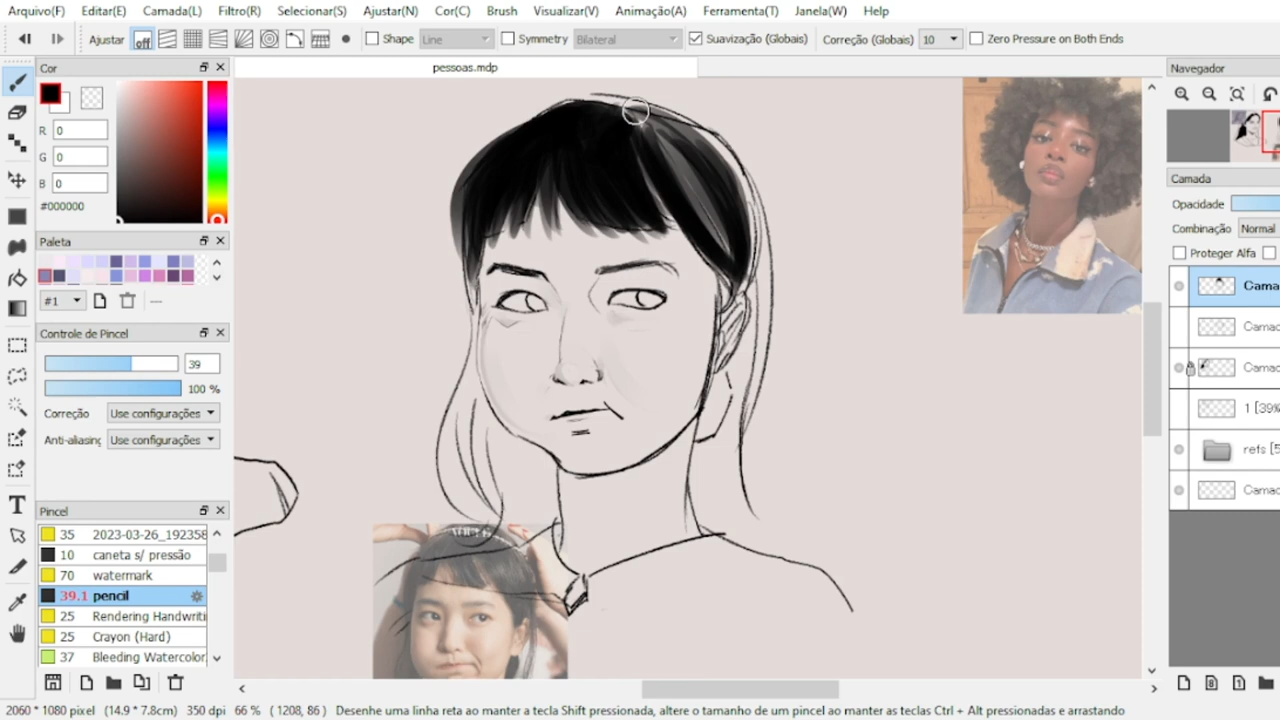 Arquivo(F) Editar(E) Camada(L) Filtro(R) Selecionar(S) Ajustar(N) Cor(C) Brush Visualizar(V) Animação(A) Ferramenta(T) Janela(W) Help
Ajustar off Shape Line Symmetry Bilateral Suavização (Globais) Correção (Globais) 10 Zero Pressure on Both Ends
Cor
pessoas.mdp
Navegador
R 0
G 0
B 0
#000000
Camada
Opacidade
Combinação Normal
Proteger Alfa
Paleta
#1
---
Controle de Pincel
39
100 %
Correção Use configurações
Anti-aliasing Use configurações
1 [39%
refs [5
Pincel
35 2023-03-26_192358
10 caneta s/ pressão
70 watermark
39.1 pencil
25 Rendering Handwriti
25 Crayon (Hard)
37 Bleeding Watercolor
T
2060 * 1080 pixel (14.9 * 7.8cm) 350 dpi 66 % ( 1208, 86 ) Desenhe uma linha reta ao manter a tecla Shift pressionada, altere o tamanho de um pincel ao manter as teclas Ctrl + Alt pressionadas e arrastando